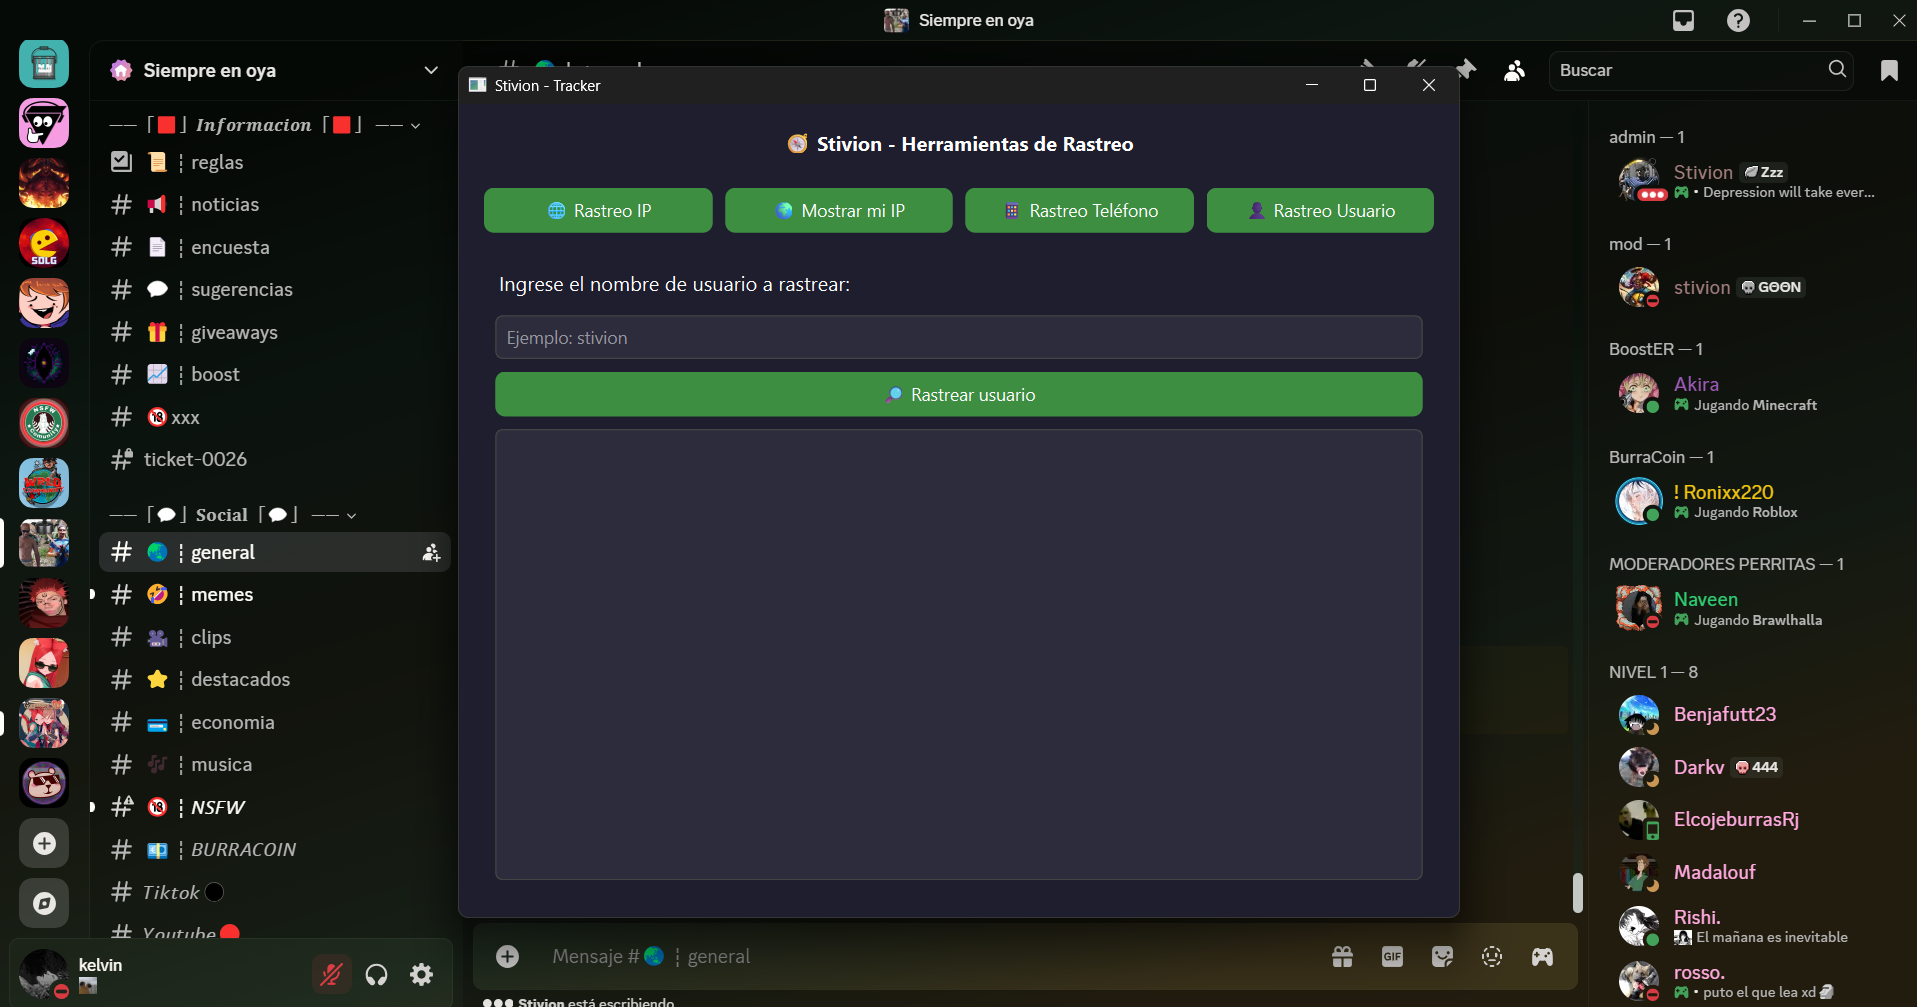 Siempre en oya
Siempre en oya
Informacion
reglas
noticias
encuesta
sugerencias
giveaways
boost
xxx
ticket-0026
Social
general
memes
clips
destacados
economia
musica
NSFW
BURRACOIN
Tiktok
Youtube
kelvin
Stivion - Tracker
Stivion - Herramientas de Rastreo
Rastreo IP
Mostrar mi IP
Rastreo Teléfono
Rastreo Usuario
Ingrese el nombre de usuario a rastrear:
Ejemplo: stivion
Rastrear usuario
Mensaje # ¦ general
GIF
Stivion está escribiendo
Buscar
admin — 1
Stivion Zzz
• Depression will take ever...
mod — 1
stivion GΘΘN
BoostER — 1
Akira
Jugando Minecraft
BurraCoin — 1
! Ronixx220
Jugando Roblox
MODERADORES PERRITAS — 1
Naveen
Jugando Brawlhalla
NIVEL 1 — 8
Benjafutt23
Darkv 444
ElcojeburrasRj
Madalouf
Rishi.
El mañana es inevitable
rosso.
• puto el que lea xd